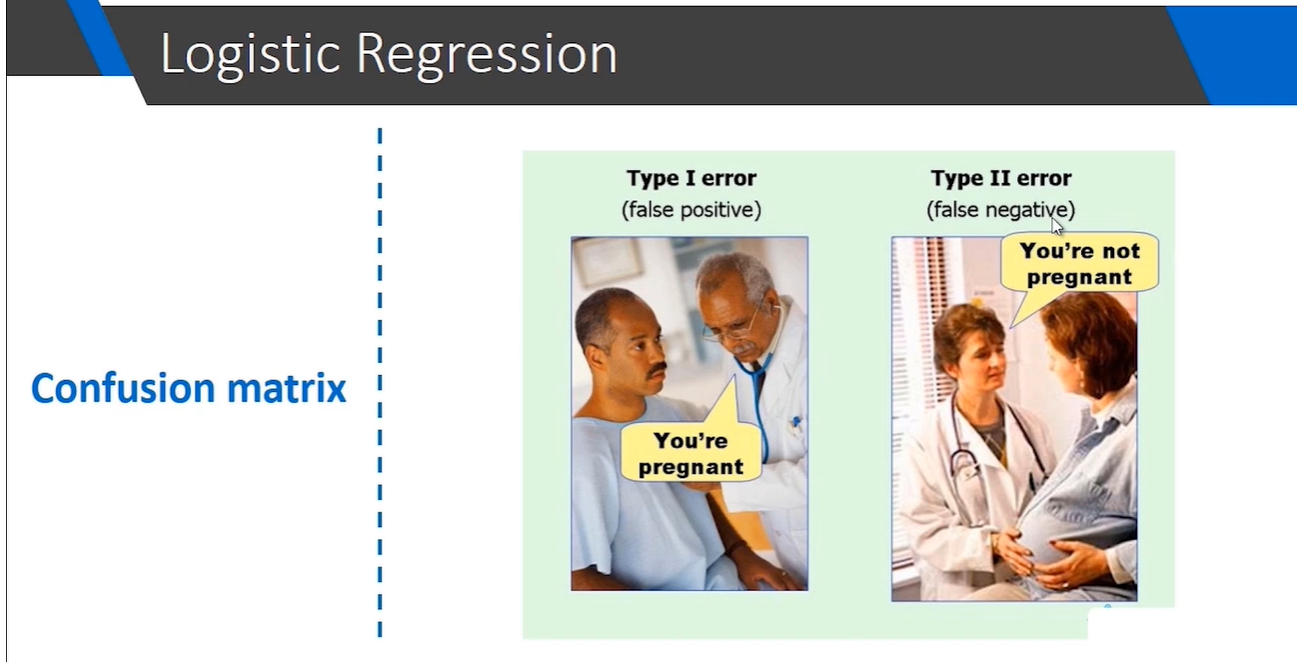 Logistic Regression
Confusion matrix
Type I error
(false positive)
You're
pregnant
Type II error
(false negative)
You're not
pregnant